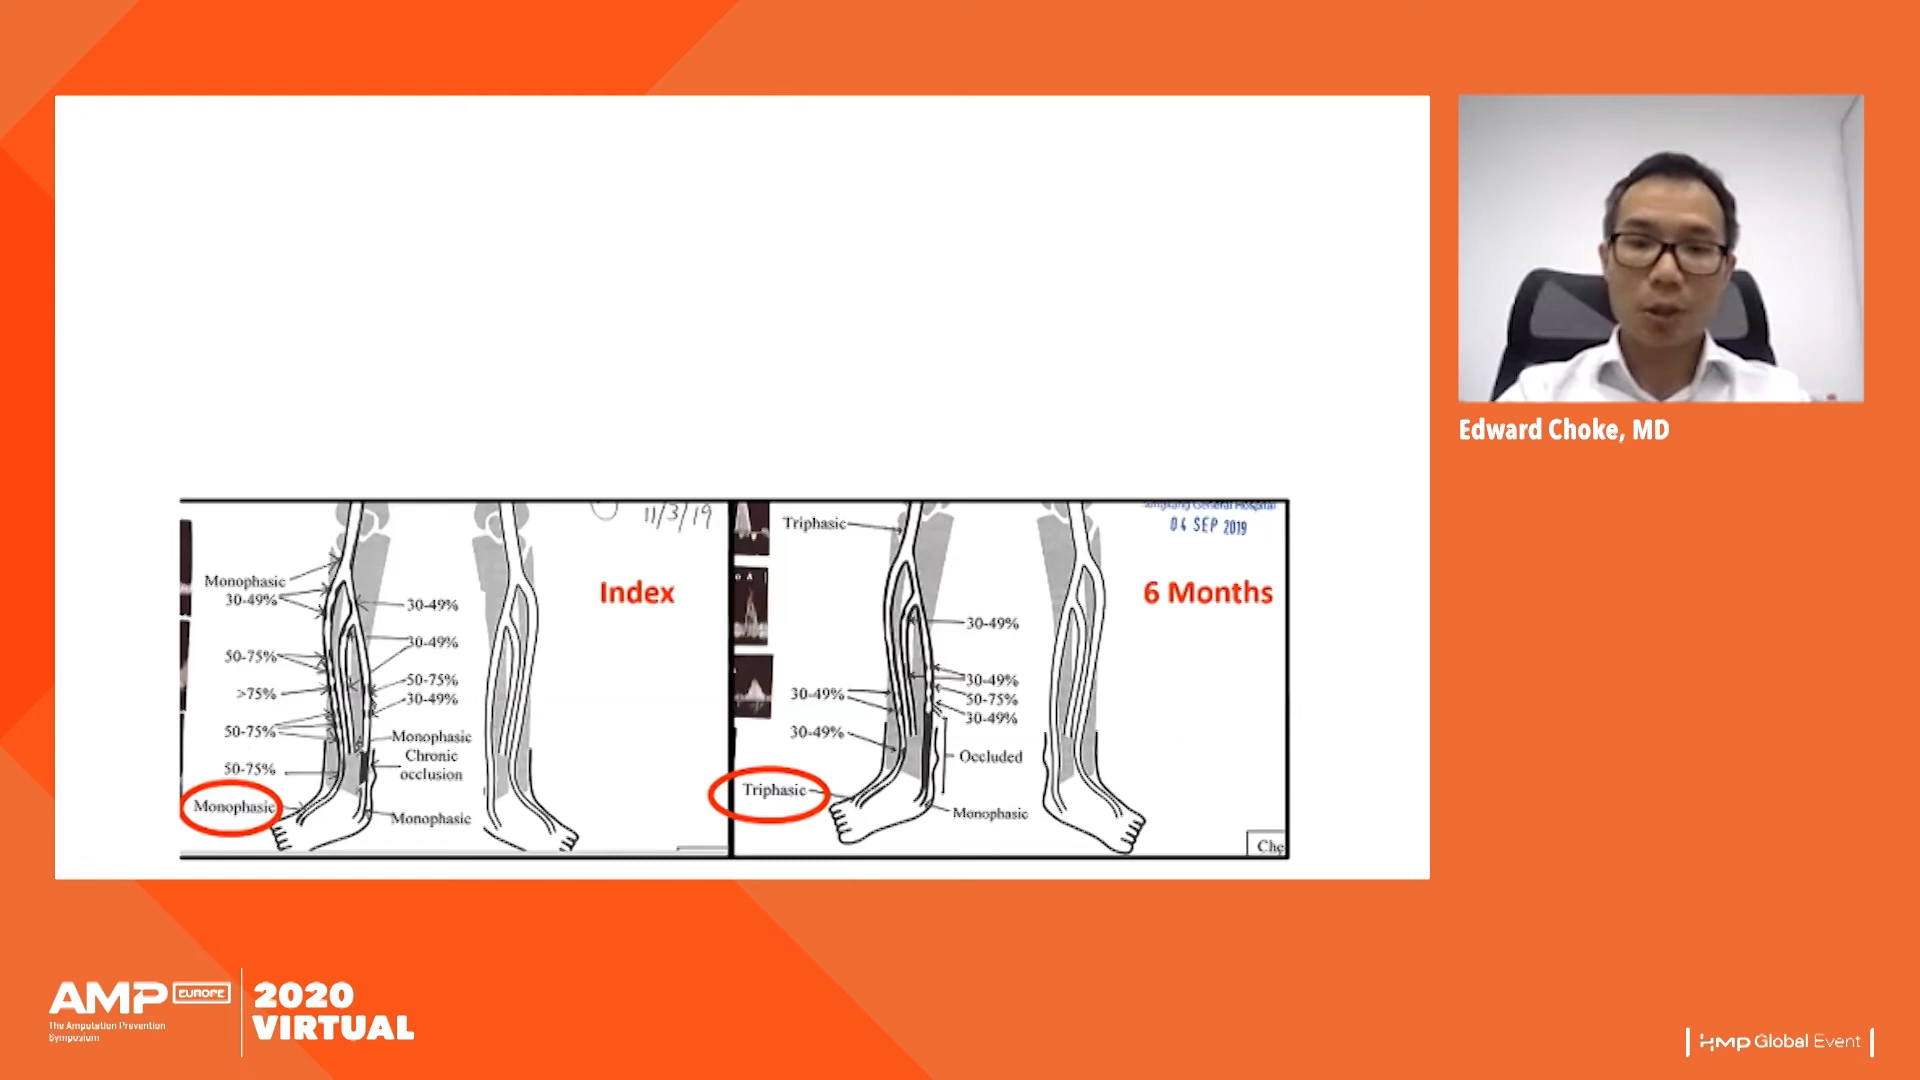 Edward Choke, MD
11/3/19
Monophasic
30-49%
30-49%
30-49%
50-75%
>75%
50-75%
30-49%
50-75%
Monophasic
Chronic
occlusion
50-75%
Monophasic
Monophasic
Index
General Hospital
04 SEP 2019
Triphasic
6 Months
30-49%
30-49%
30-49%
50-75%
30-49%
30-49%
Occluded
Triphasic
Monophasic
AMP EUROPE
The Amputation Prevention
Symposium
2020
VIRTUAL
HMP Global Event